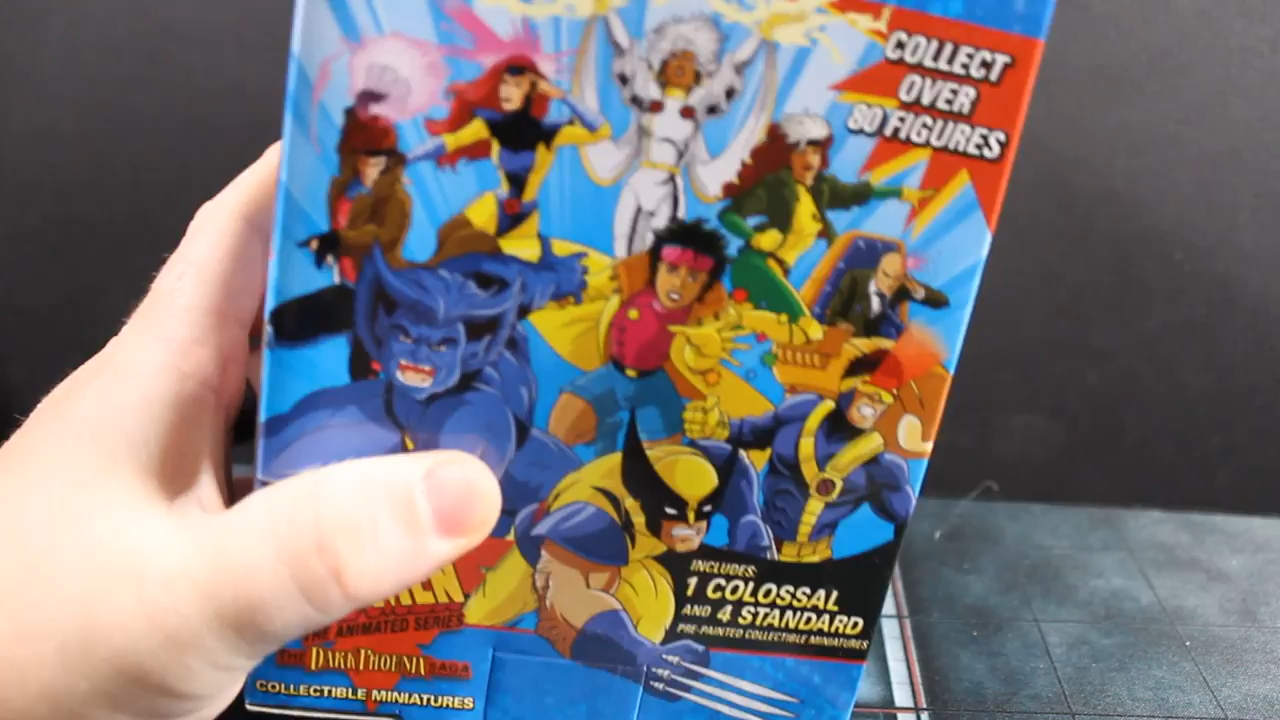 COLLECT
OVER
80 FIGURES
INCLUDES:
1 COLOSSAL
AND 4 STANDARD
PRE-PAINTED COLLECTIBLE MINIATURES
THE ANIMATED SERIES
THE DARK PHOENIX SAGA
COLLECTIBLE MINIATURES